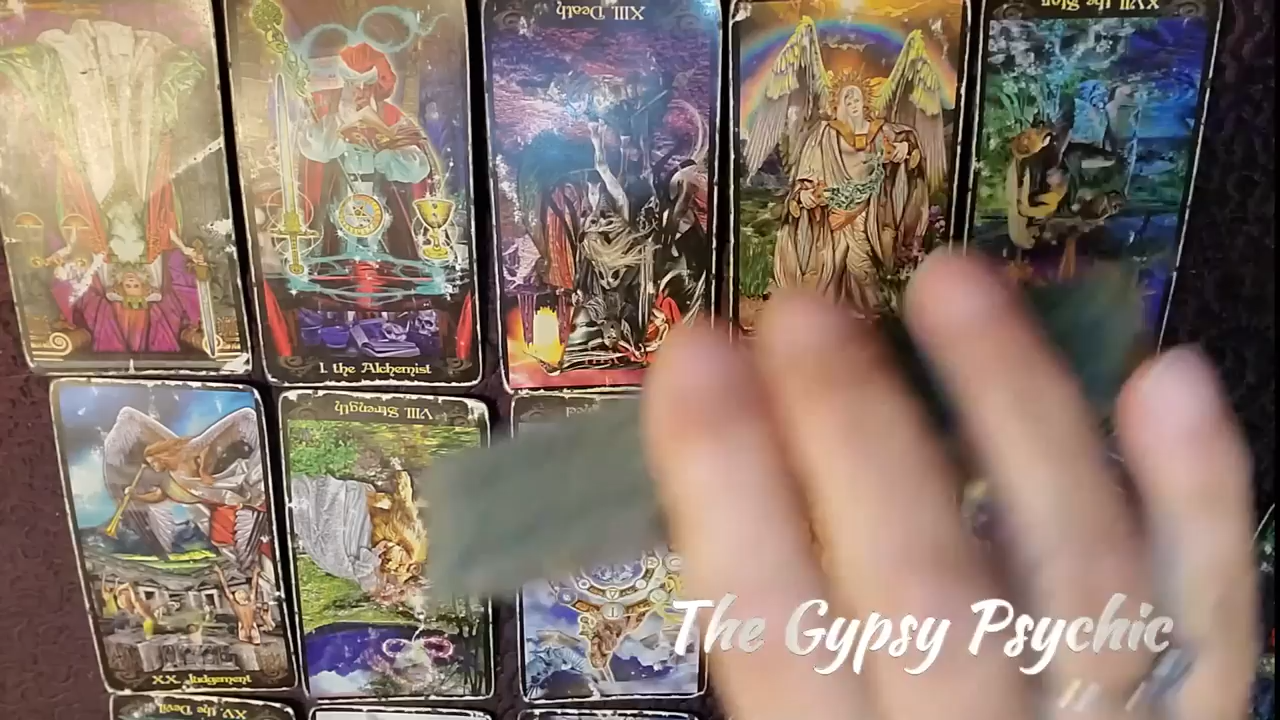 XIII. Death
XVII. the Star
I. the Alchemist
VIII. Strength
The Gypsy Psychic
XX. Judgement
XV. the Devil